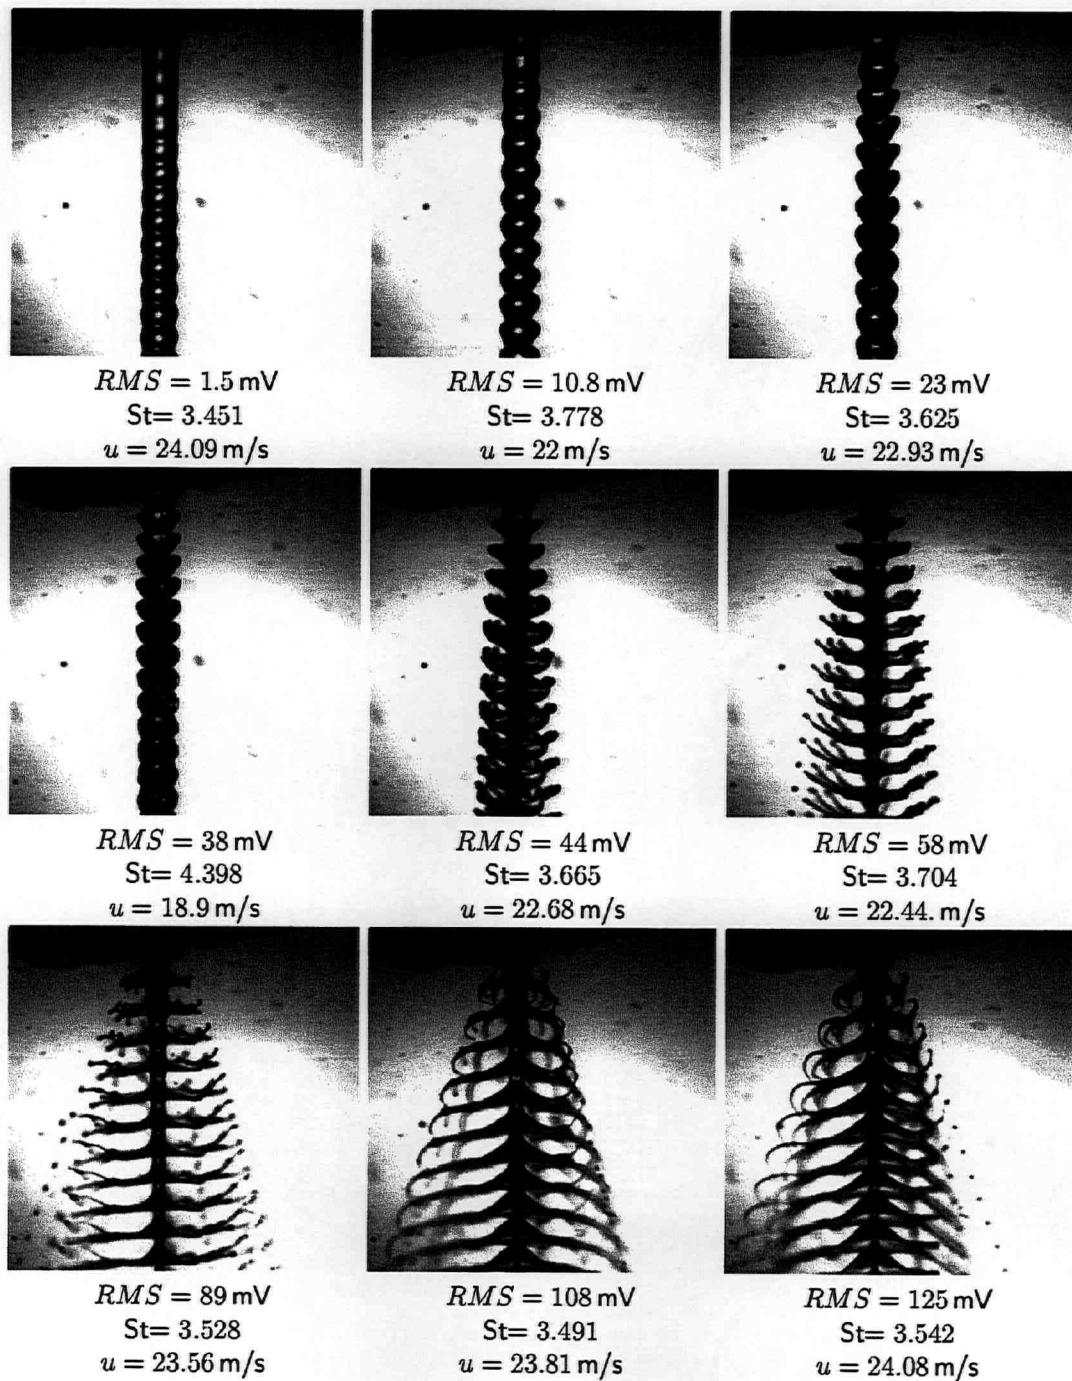 RMS = 1.5 mV
St= 3.451
u = 24.09 m/s
RMS = 10.8 mV
St= 3.778
u = 22 m/s
RMS = 23 mV
St= 3.625
u = 22.93 m/s
RMS = 38 mV
St= 4.398
u = 18.9 m/s
RMS = 44 mV
St= 3.665
u = 22.68 m/s
RMS = 58 mV
St= 3.704
u = 22.44. m/s
RMS = 89 mV
St= 3.528
u = 23.56 m/s
RMS = 108 mV
St= 3.491
u = 23.81 m/s
RMS = 125 mV
St= 3.542
u = 24.08 m/s